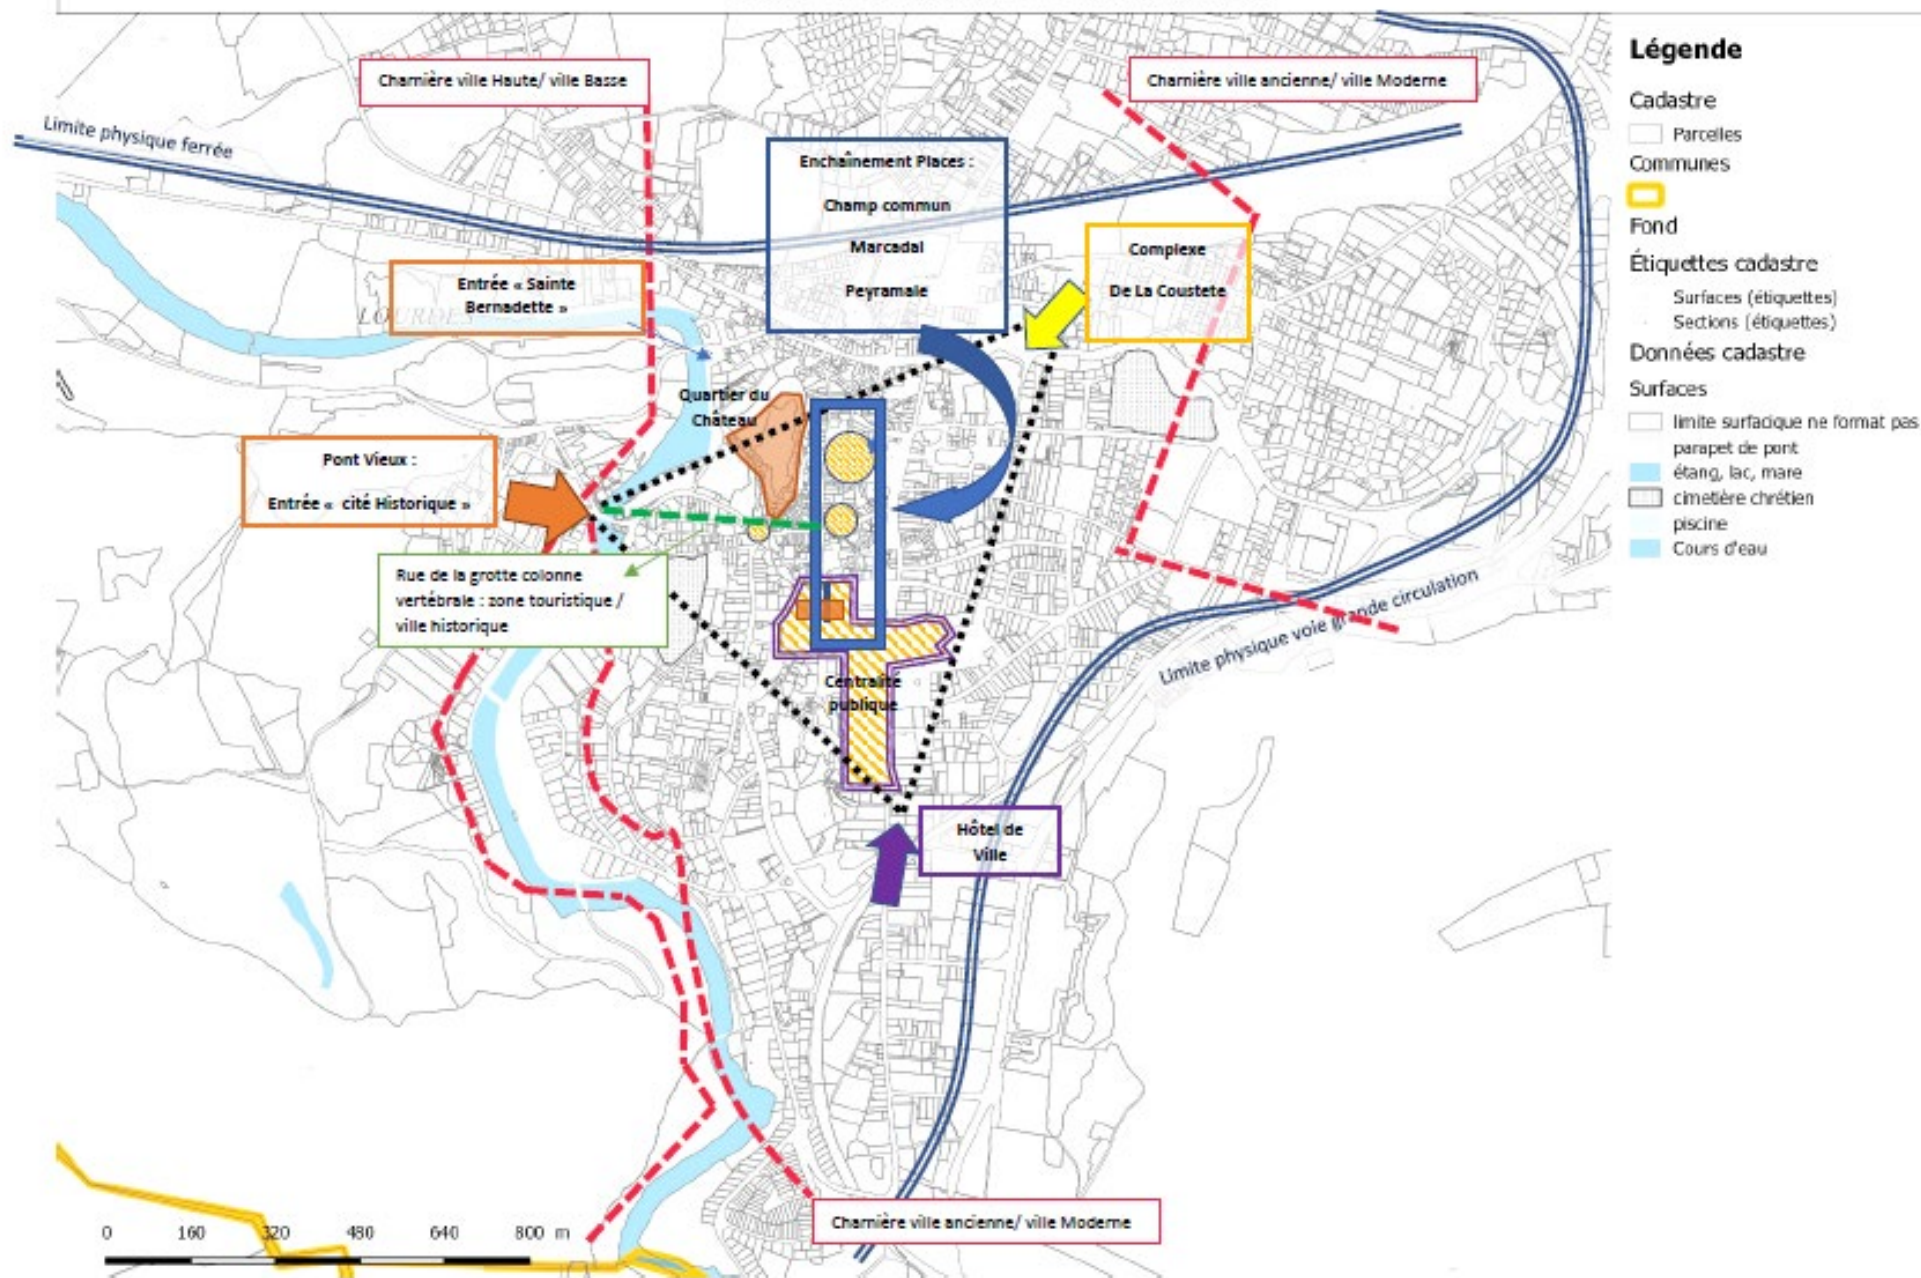 Charnière ville Haute/ ville Basse
Charnière ville ancienne/ ville Moderne
Limite physique ferrée
Enchaînement Places :
Champ commun
Marcadal
Peyramale
Complexe
De La Coustete
Entrée « Sainte
Bernadette »
LOURDES
Quartier du
Château
Pont Vieux :
Entrée « cité Historique »
Rue de la grotte colonne
vertébrale : zone touristique /
ville historique
Centralité
publique
Limite physique voie grande circulation
Hôtel de
Ville
Charnière ville ancienne/ ville Moderne
0 160 320 480 640 800 m
Légende
Cadastre
Parcelles
Communes
Fond
Étiquettes cadastre
Surfaces (étiquettes)
Sections (étiquettes)
Données cadastre
Surfaces
limite surfacique ne format pas
parapet de pont
étang, lac, mare
cimetière chrétien
piscine
Cours d'eau